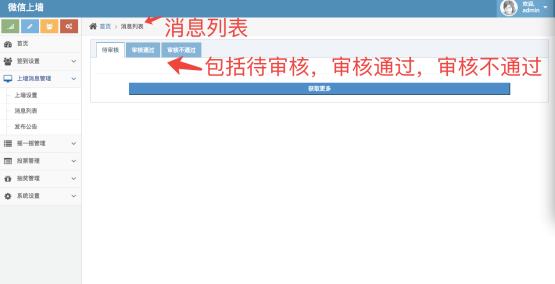 微信上墙
欢迎,
admin
首页 > 消息列表
消息列表
首页
签到设置
上墙消息管理
上墙设置
消息列表
发布公告
摇一摇管理
投票管理
抽奖管理
系统设置
待审核 审核通过 审核不通过
包括待审核，审核通过，审核不通过
获取更多